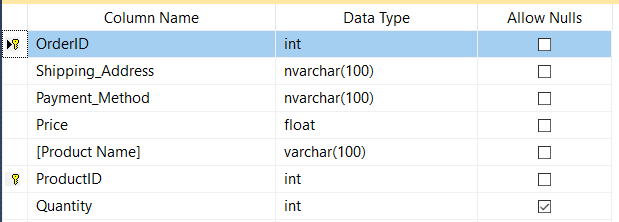 Column Name Data Type Allow Nulls
OrderID int
Shipping_Address nvarchar(100)
Payment_Method nvarchar(100)
Price float
[Product Name] varchar(100)
ProductID int
Quantity int